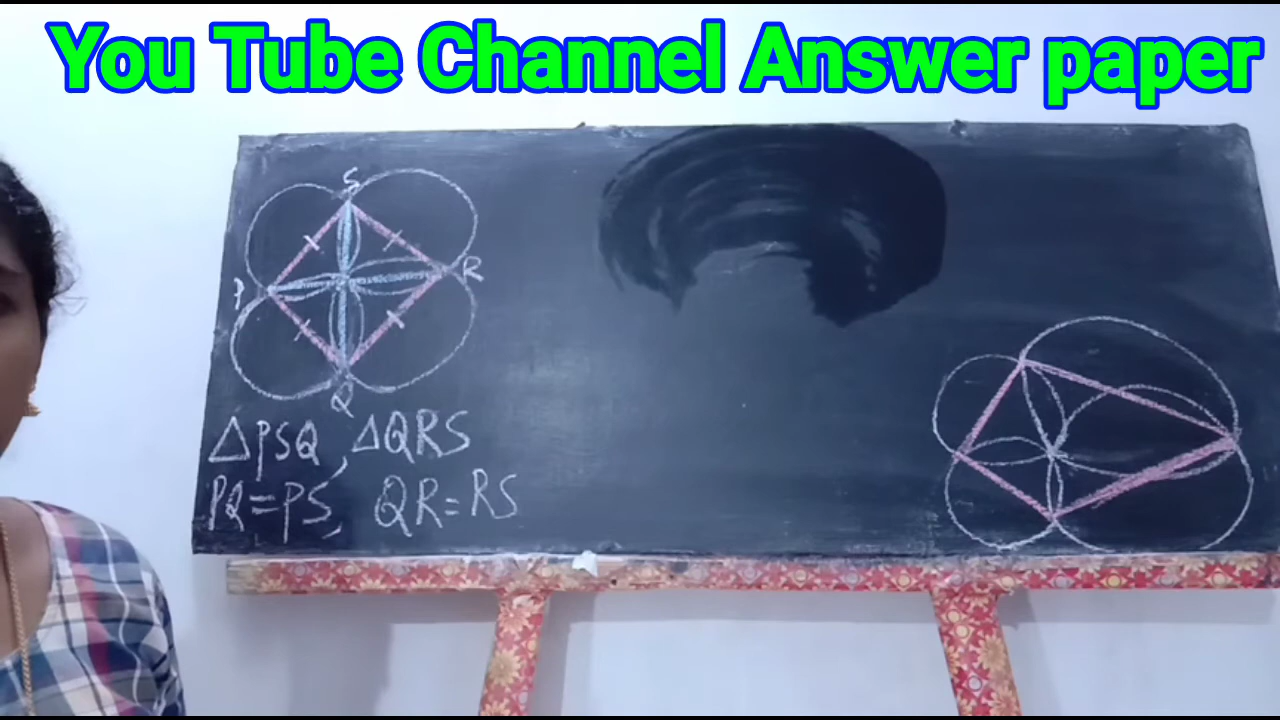 You Tube Channel Answer paper
S
P R
Q
△PSQ, △QRS
PQ=PS, QR=RS